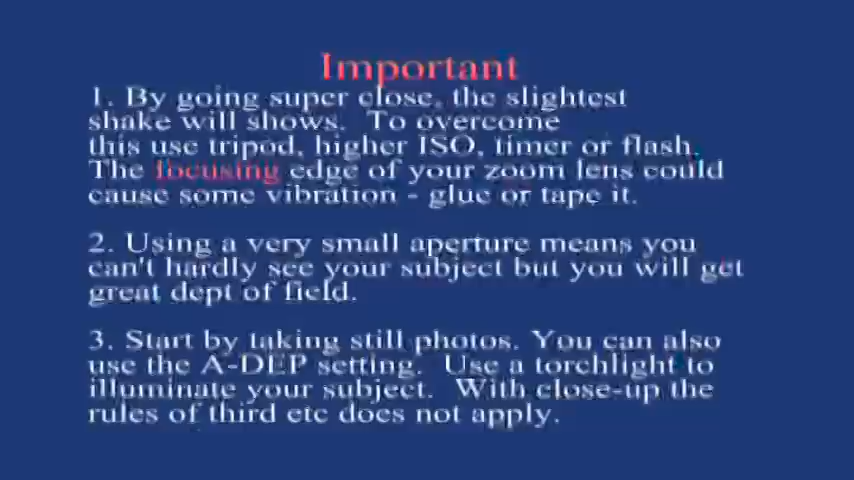 Important
1. By going super close, the slightest
shake will shows. To overcome
this use tripod, higher ISO, timer or flash.
The focusing edge of your zoom lens could
cause some vibration - glue or tape it.
2. Using a very small aperture means you
can't hardly see your subject but you will get
great dept of field.
3. Start by taking still photos. You can also
use the A-DEP setting. Use a torchlight to
illuminate your subject. With close-up the
rules of third etc does not apply.